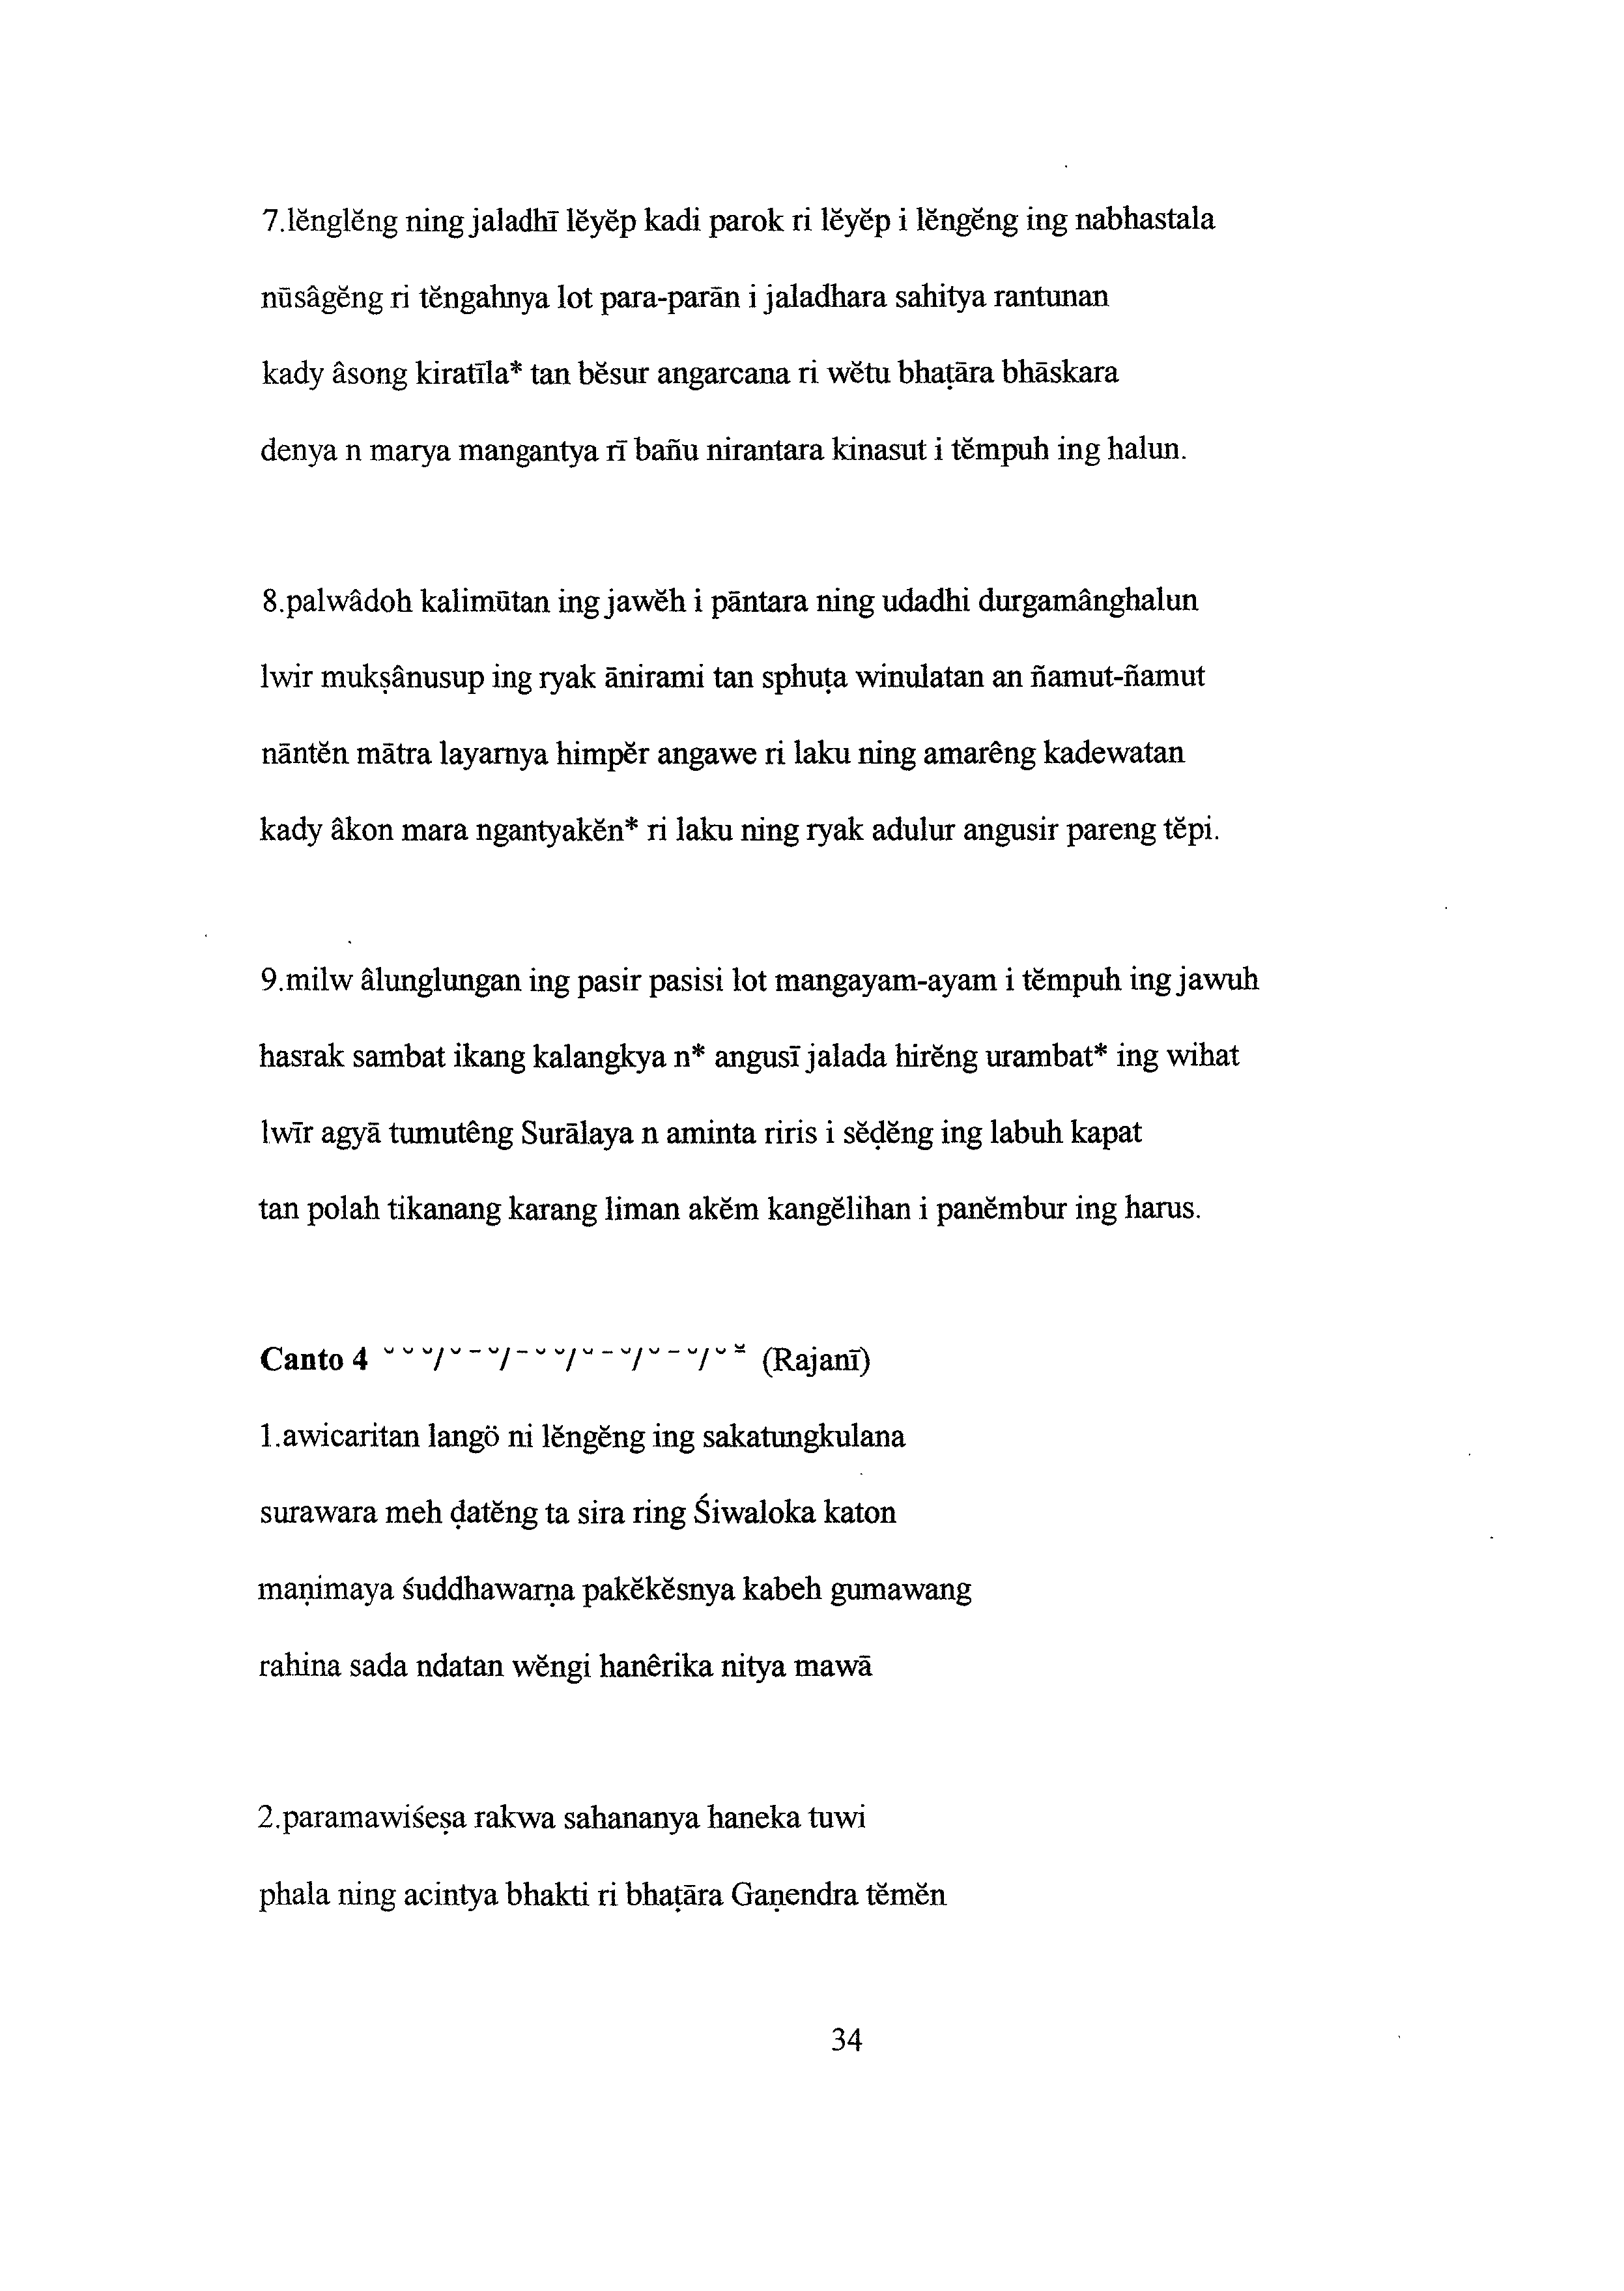 7.lĕnglĕng ning jaladhī lĕyĕp kadi parok ri lĕyĕp i lĕngĕng ing nabhastala
nūsâgĕng ri tĕngahnya lot para-parān i jaladhara sahitya rantunan
kady âsong kiratīla* tan bĕsur angarcana ri wĕtu bhaṭāra bhāskara
denya n marya mangantya rī bañu nirantara kinasut i tĕmpuh ing halun.
8.palwâdoh kalimūtan ing jawĕh i pāntara ning udadhi durgamânghalun
lwir mukṣânusup ing ryak ānirami tan sphuṭa winulatan an ñamut-ñamut
nāntĕn mātra layarnya himpĕr angawe ri laku ning amarêng kadewatan
kady âkon mara ngantyakĕn* ri laku ning ryak adulur angusir pareng tĕpi.
9.milw âlunglungan ing pasir pasisi lot mangayam-ayam i tĕmpuh ing jawuh
hasrak sambat ikang kalangkya n* angusī jalada hirĕng urambat* ing wihat
lwīr agyā tumutêng Surālaya n aminta riris i sĕḍĕng ing labuh kapat
tan polah tikanang karang liman akĕm kangĕlihan i panĕmbur ing harus.
Canto 4 ˘ ˘ ˘/˘ – ˘/– ˘ ˘/˘ – ˘/˘ – ˘/˘ ⏓ (Rajanī)
1.awicaritan langö ni lĕngĕng ing sakatungkulana
surawara meh ḍatĕng ta sira ring Śiwaloka katon
maṇimaya śuddhawarṇa pakĕkĕsnya kabeh gumawang
rahina sada ndatan wĕngi hanêrika nitya mawā
2.paramawiśeṣa rakwa sahananya haneka tuwi
phala ning acintya bhakti ri bhaṭāra Gaṇendra tĕmĕn
34